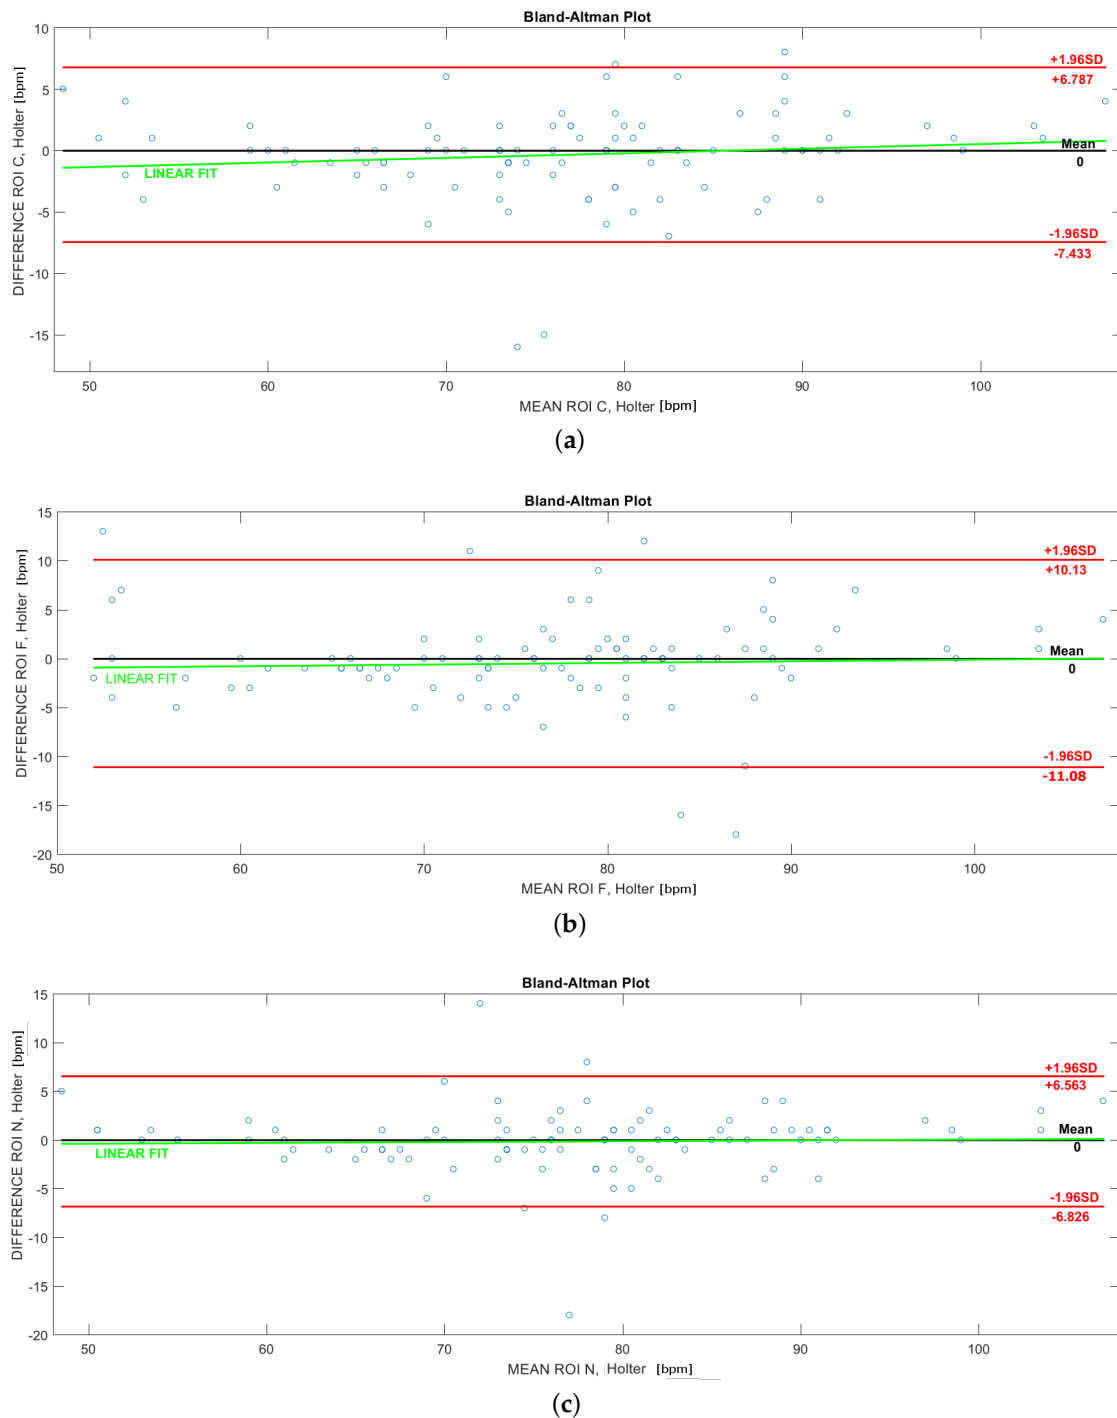 Bland-Altman Plot
DIFFERENCE ROI C, Holter [bpm]
10
5
0
-5
-10
-15
+1.96SD
+6.787
Mean
0
LINEAR FIT
-1.96SD
-7.433
50 60 70 80 90 100
MEAN ROI C, Holter [bpm]
(a)
Bland-Altman Plot
DIFFERENCE ROI F, Holter [bpm]
15
10
5
0
-5
-10
-15
-20
+1.96SD
+10.13
Mean
0
LINEAR FIT
-1.96SD
-11.08
50 60 70 80 90 100
MEAN ROI F, Holter [bpm]
(b)
Bland-Altman Plot
DIFFERENCE ROI N, Holter [bpm]
15
10
5
0
-5
-10
-15
-20
+1.96SD
+6.563
Mean
0
LINEAR FIT
-1.96SD
-6.826
50 60 70 80 90 100
MEAN ROI N, Holter [bpm]
(c)